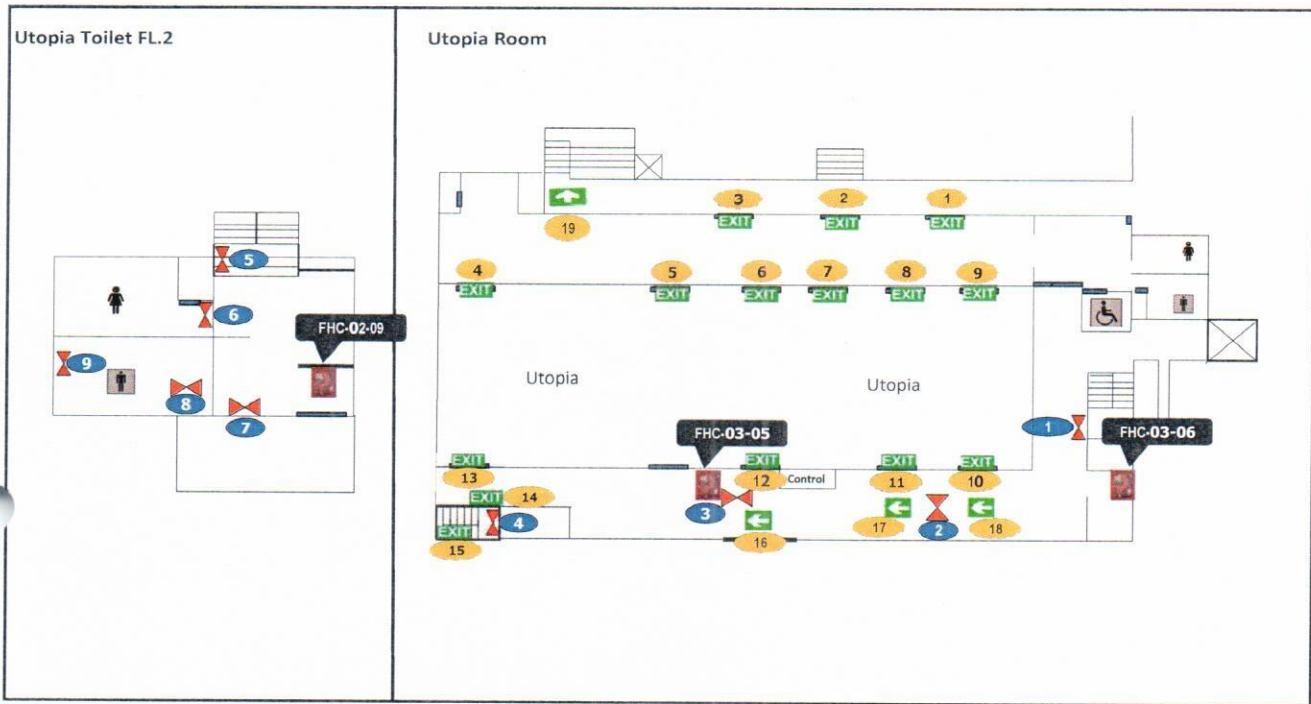 Utopia Toilet FL.2
Utopia Room
5
6
FHC-02-09
9
8
7
3
2
1
EXIT
EXIT
EXIT
19
4
5
6
7
8
9
EXIT
EXIT
EXIT
EXIT
EXIT
EXIT
Utopia
Utopia
1
FHC-03-05
FHC-03-06
EXIT
EXIT
EXIT
EXIT
13
12
Control
11
10
EXIT
14
3
4
17
2
18
EXIT
16
15